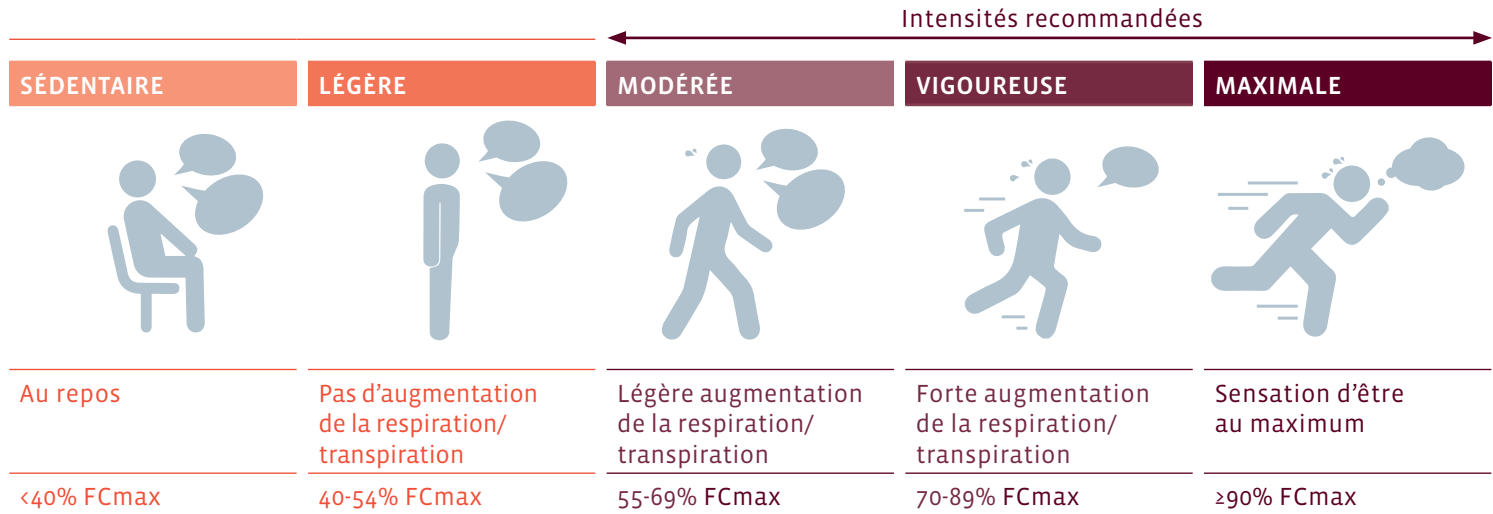 Intensités recommandées
SÉDENTAIRE
LÉGÈRE
MODÉRÉE
VIGOUREUSE
MAXIMALE
Au repos
Pas d’augmentation
de la respiration/
transpiration
Légère augmentation
de la respiration/
transpiration
Forte augmentation
de la respiration/
transpiration
Sensation d’être
au maximum
<40% FCmax
40-54% FCmax
55-69% FCmax
70-89% FCmax
≥90% FCmax